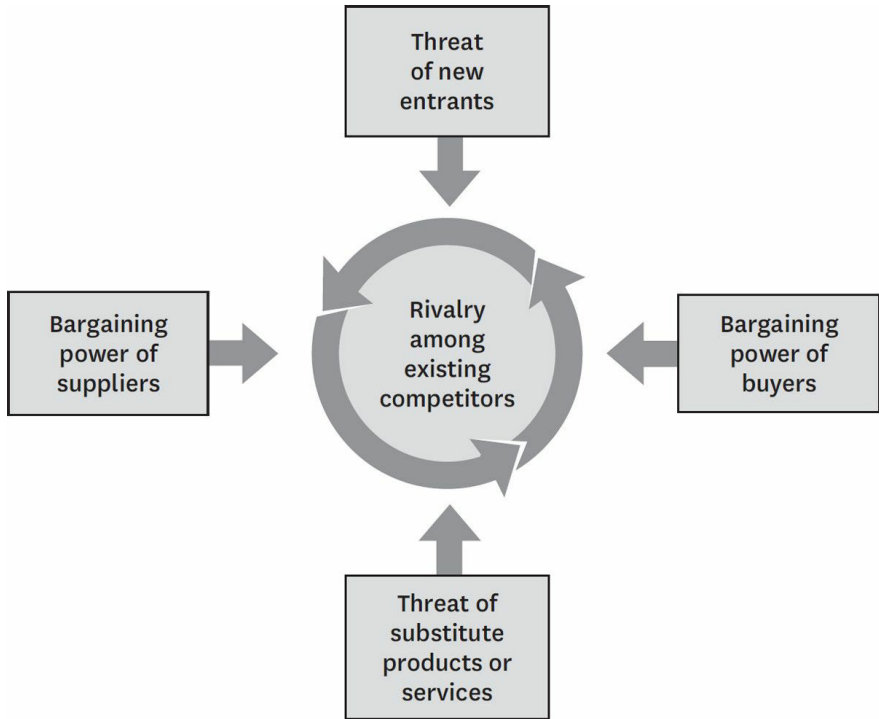 Threat
of new
entrants
Bargaining
power of
suppliers
Rivalry
among
existing
competitors
Bargaining
power of
buyers
Threat of
substitute
products or
services